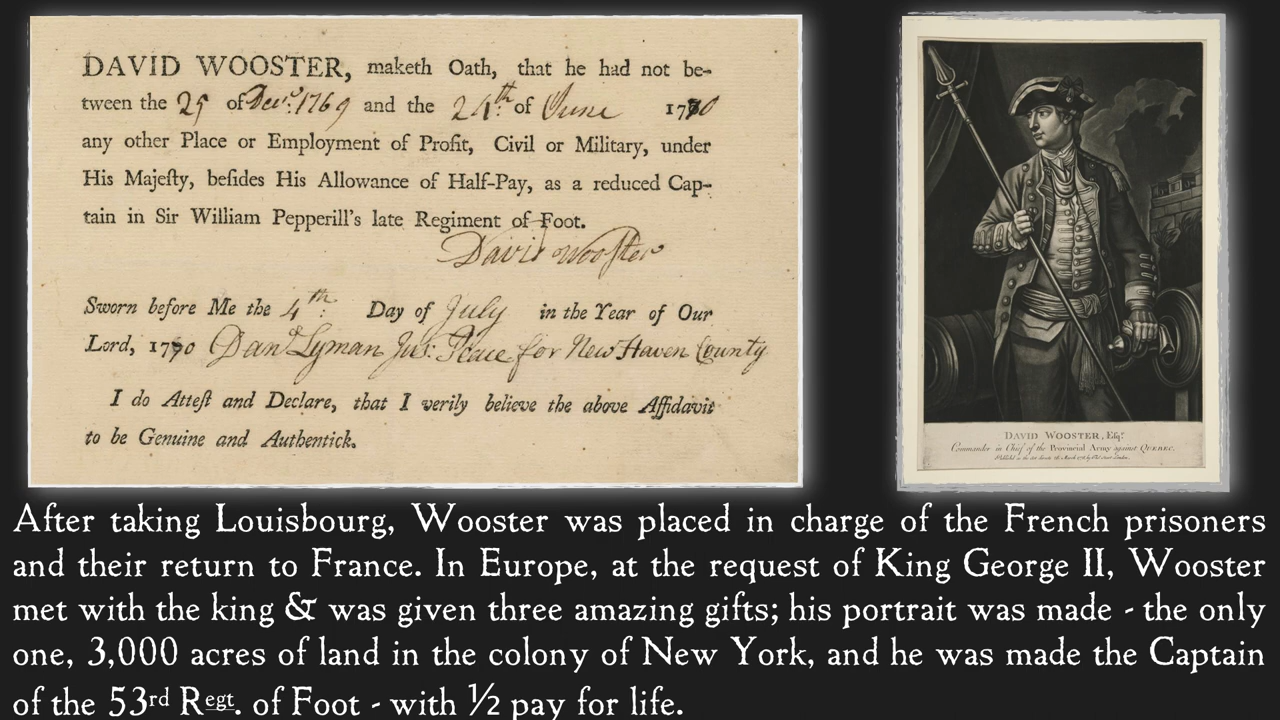 DAVID WOOSTER, maketh Oath, that he had not be-
tween the 25 of Decr: 1769 and the 24th of June 1770
any other Place or Employment of Profit, Civil or Military, under
His Majeſty, beſides His Allowance of Half-Pay, as a reduced Cap-
tain in Sir William Pepperill's late Regiment of Foot.
David Wooſter
Sworn before Me the 4th: Day of July in the Year of Our
Lord, 1770 Danl Lyman Jus: Peace for New Haven County
I do Atteſt and Declare, that I verily believe the above Affidavit
to be Genuine and Authentick.
DAVID WOOSTER, Eſqr.
Commander in Chief of the Provincial Army againſt QUEBEC.
After taking Louisbourg, Wooster was placed in charge of the French prisoners
and their return to France. In Europe, at the request of King George II, Wooster
met with the king & was given three amazing gifts; his portrait was made - the only
one, 3,000 acres of land in the colony of New York, and he was made the Captain
of the 53rd Regt. of Foot - with ½ pay for life.